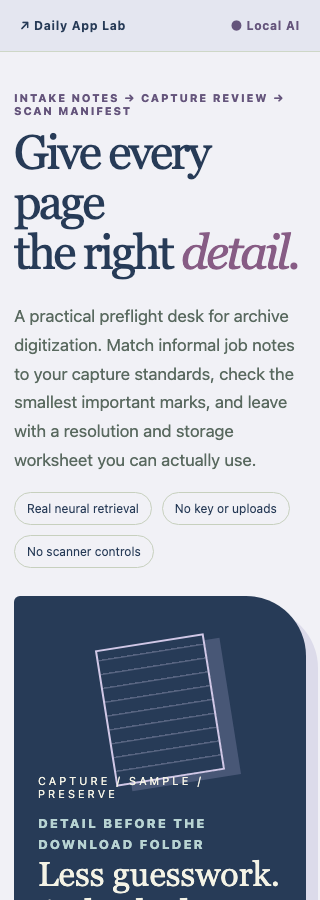 ↗ Daily App Lab
● Local AI
INTAKE NOTES → CAPTURE REVIEW →
SCAN MANIFEST
Give every
page
the right detail.
A practical preflight desk for archive
digitization. Match informal job notes
to your capture standards, check the
smallest important marks, and leave
with a resolution and storage
worksheet you can actually use.
Real neural retrieval
No key or uploads
No scanner controls
CAPTURE / SAMPLE /
PRESERVE
DETAIL BEFORE THE
DOWNLOAD FOLDER
Less guesswork.